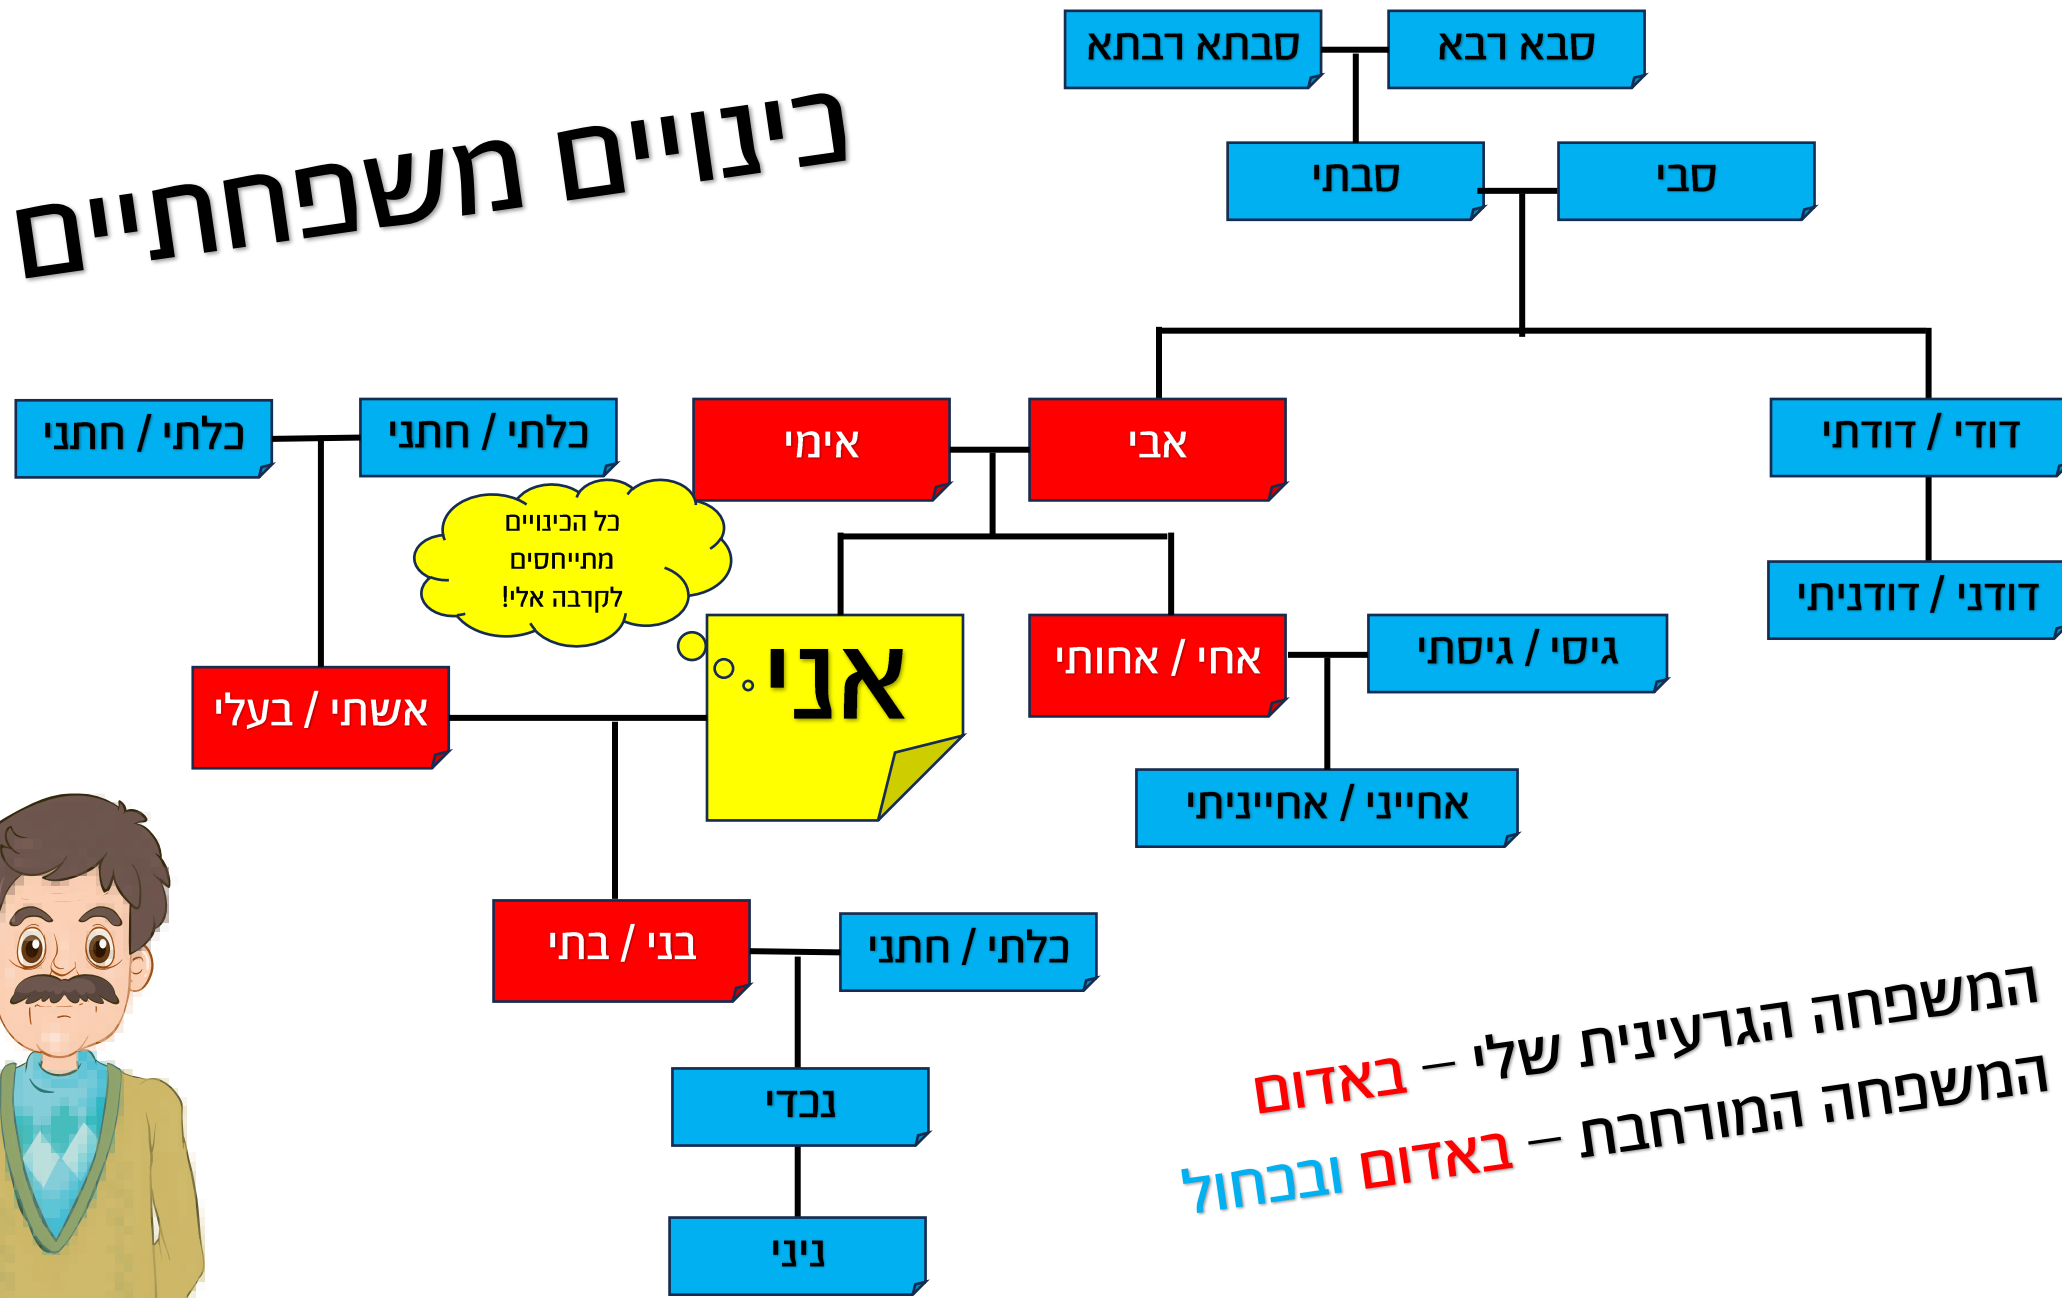 סבא רבא
סבתא רבתא
כינויים משפחתיים
סבי
סבתי
דודי / דודתי
אבי
אימי
כלתי / חתני
כלתי / חתני
כל הכינויים
מתייחסים
לקרבה אלי!
דודני / דודניתי
גיסי / גיסתי
אחי / אחותי
אני
אשתי / בעלי
אחייני / אחייניתי
כלתי / חתני
בני / בתי
המשפחה הגרעינית שלי – באדום
המשפחה המורחבת – באדום ובכחול
נכדי
ניני